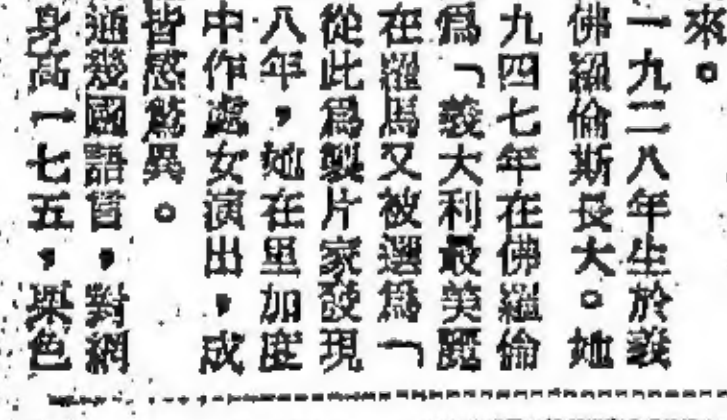 來。
一九二八年生於義
佛羅倫斯長大。她
九四七年在佛羅倫
爲「義大利最美麗
在羅馬又被選爲「
從此爲製片家發現
八年，她在里加度
中作處女演出，成
皆感驚異。
通幾國語言，對網
身高一七五，深色